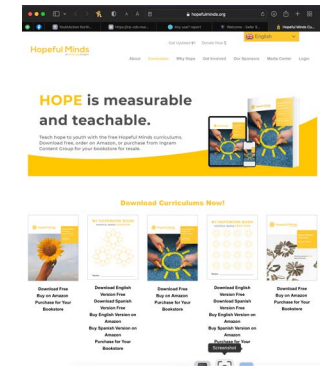 hopefulminds.org
Hopeful Minds
English
About Curriculum Why Hope Get Involved Our Sponsors Media Center Login
HOPE is measurable
and teachable.
Teach hope to youth with the free Hopeful Minds curriculums.
Download free, order on Amazon, or purchase from Ingram
Content Group for your bookstore for resale.
Download Curriculums Now!
Download Free
Buy on Amazon
Purchase for Your
Bookstore
Download English
Version Free
Download Spanish
Version Free
Buy English Version on
Amazon
Buy Spanish Version on
Amazon
Purchase for Your
Bookstore
Download Free
Buy on Amazon
Purchase for Your
Bookstore
Download English
Version Free
Download Spanish
Version Free
Buy English Version on
Amazon
Buy Spanish Version on
Amazon
Purchase for Your
Bookstore
Download Free
Buy on Amazon
Purchase for Your
Bookstore
Screenshot